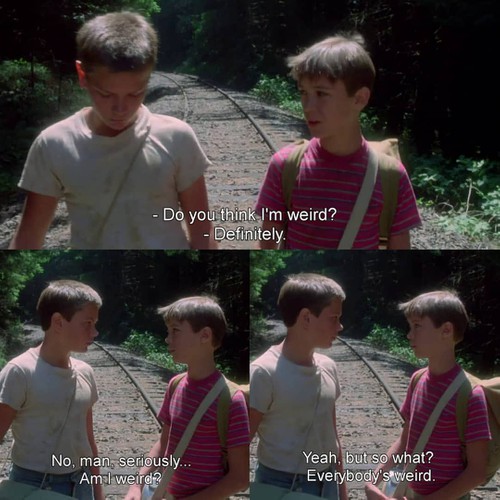 - Do you think I'm weird?
- Definitely.
No, man, seriously...
Am I weird?
Yeah, but so what?
Everybody's weird.